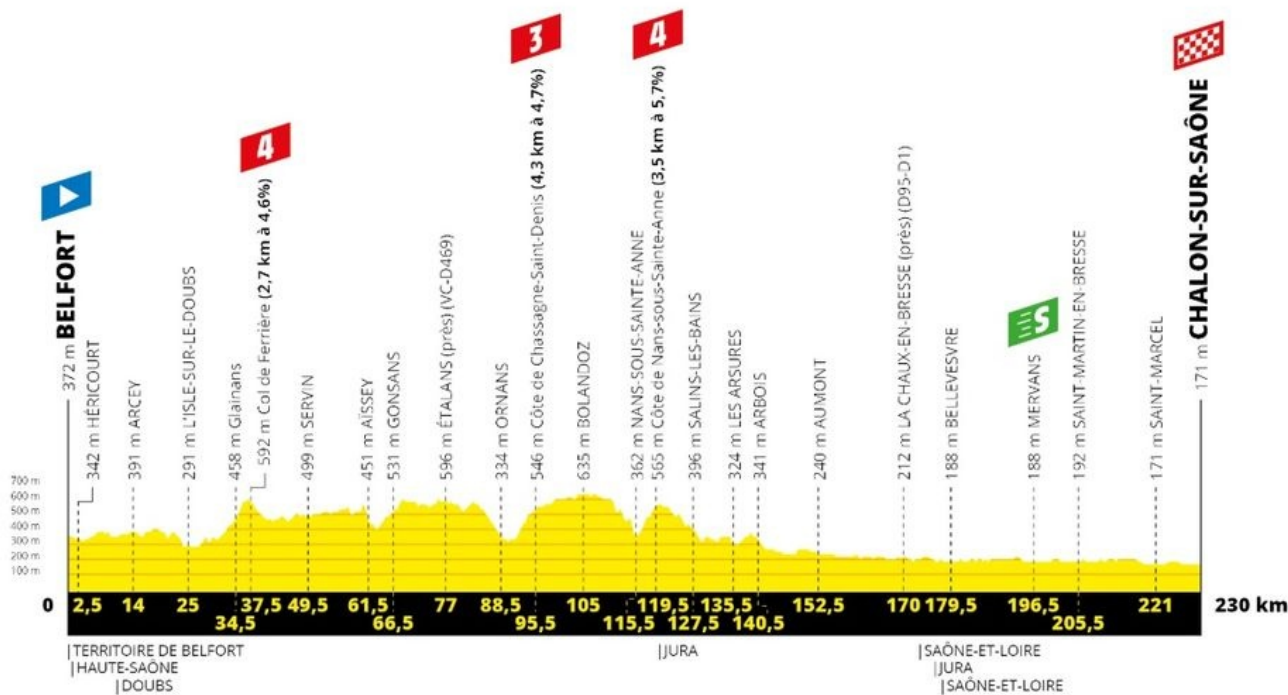 3
4
4
BELFORT
372 m
342 m HÉRICOURT
391 m ARCEY
291 m L'ISLE-SUR-LE-DOUBS
458 m Glainans
592 m Col de Ferrière (2,7 km à 4,6%)
499 m SERVIN
451 m AÏSSEY
531 m GONSANS
596 m ÉTALANS (près) (VC-D469)
334 m ORNANS
546 m Côte de Chassagne-Saint-Denis (4,3 km à 4,7%)
635 m BOLANDOZ
362 m NANS-SOUS-SAINTE-ANNE
565 m Côte de Nans-sous-Sainte-Anne (3,5 km à 5,7%)
396 m SALINS-LES-BAINS
324 m LES ARSURES
341 m ARBOIS
240 m AUMONT
212 m LA CHAUX-EN-BRESSE (près) (D95-D1)
188 m BELLEVESVRE
S
188 m MERVANS
192 m SAINT-MARTIN-EN-BRESSE
171 m SAINT-MARCEL
CHALON-SUR-SAÔNE
171 m
700 m
600 m
500 m
400 m
300 m
200 m
100 m
0 2,5 14 25 37,5 49,5 61,5 77 88,5 105 119,5 135,5 152,5 170 179,5 196,5 221 230 km
34,5 66,5 95,5 115,5 127,5 140,5 205,5
|TERRITOIRE DE BELFORT |JURA |SAÔNE-ET-LOIRE
|HAUTE-SAÔNE |JURA
|DOUBS |SAÔNE-ET-LOIRE